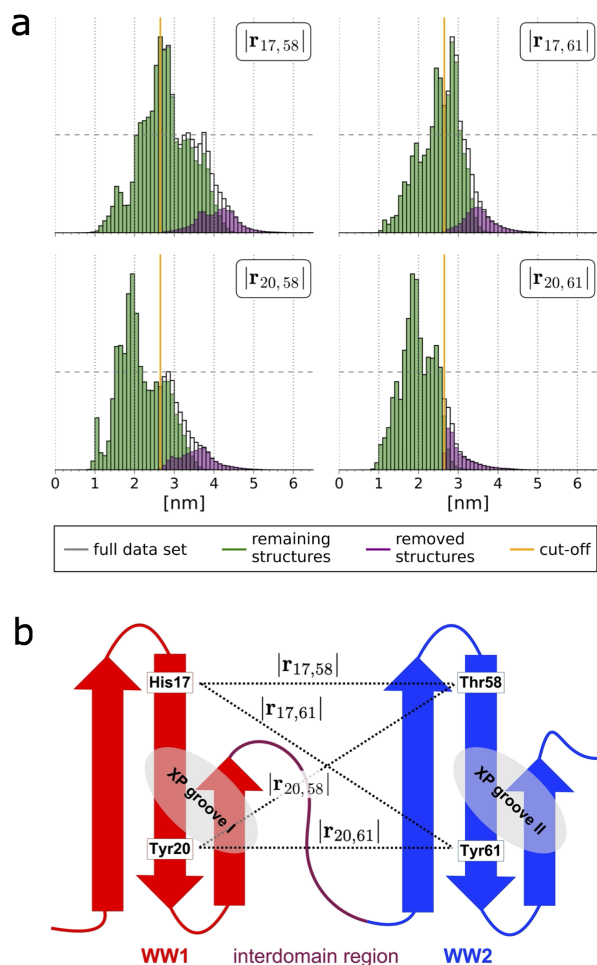 a
|r17,58|
|r17,61|
|r20,58|
|r20,61|
0 1 2 3 4 5 6
0 1 2 3 4 5 6
[nm]
[nm]
full data set
remaining structures
removed structures
cut-off
b
His17
|r17,58|
Thr58
|r17,61|
XP groove I
|r20,58|
XP groove II
Tyr20
|r20,61|
Tyr61
WW1
interdomain region
WW2